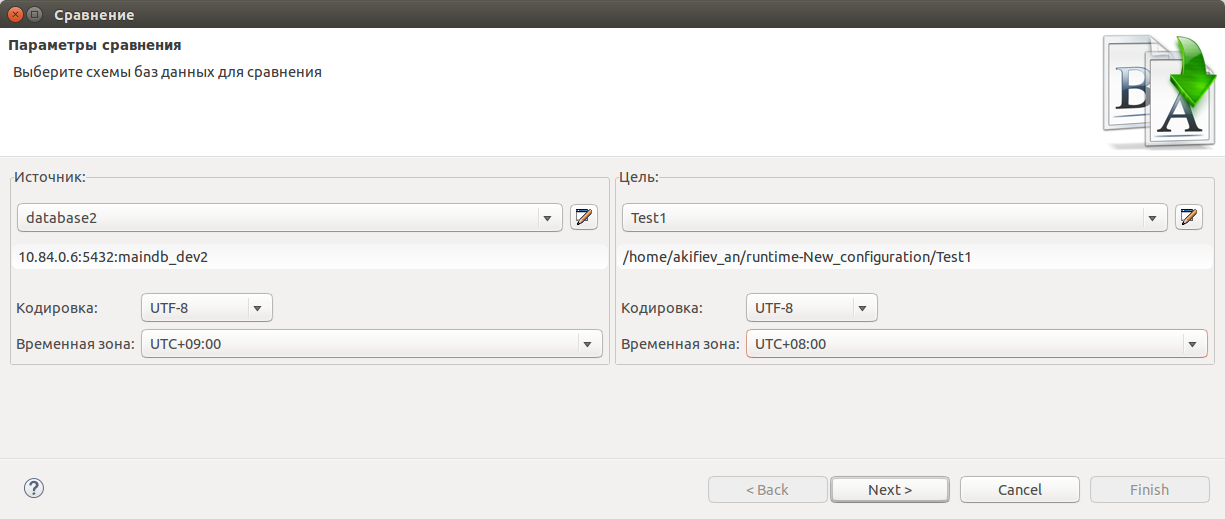 Сравнение
Параметры сравнения
Выберите схемы баз данных для сравнения
B
A
Источник:
database2
10.84.0.6:5432:maindb_dev2
Кодировка:
UTF-8
Временная зона:
UTC+09:00
Цель:
Test1
/home/akifiev_an/runtime-New_configuration/Test1
Кодировка:
UTF-8
Временная зона:
UTC+08:00
?
< Back
Next >
Cancel
Finish